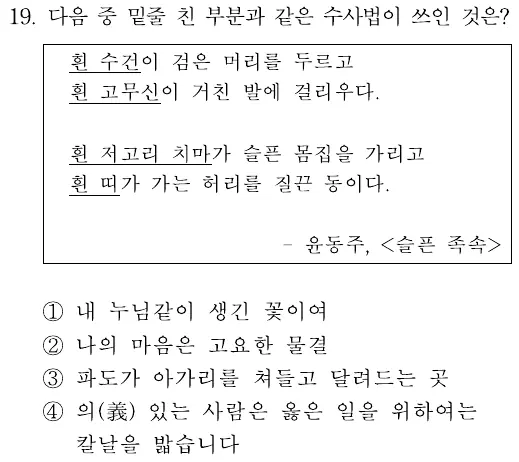 19. 다음 중 밑줄 친 부분과 같은 수사법이 쓰인 것은?
흰 수건이 검은 머리를 두르고
흰 고무신이 거친 발에 걸리우다.
흰 저고리 치마가 슬픈 몸집을 가리고
흰 띠가 가는 허리를 질끈 동이다.
- 윤동주, <슬픈 족속>
① 내 누님같이 생긴 꽃이여
② 나의 마음은 고요한 물결
③ 파도가 아가리를 쳐들고 달려드는 곳
④ 의(義) 있는 사람은 옳은 일을 위하여는
칼날을 밟습니다